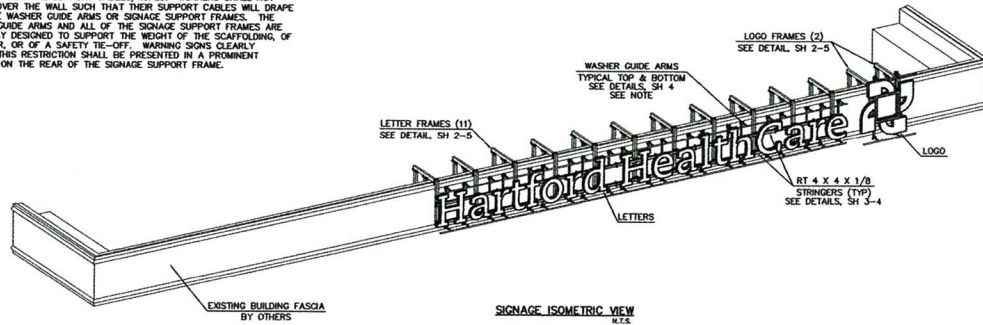 OVER THE WALL SUCH THAT THEIR SUPPORT CABLES WILL DRAPE
WASHER GUIDE ARMS OR SIGNAGE SUPPORT FRAMES. THE
GUIDE ARMS AND ALL OF THE SIGNAGE SUPPORT FRAMES ARE
DESIGNED TO SUPPORT THE WEIGHT OF THE SCAFFOLDING, OF
OR OF A SAFETY TIE-OFF. WARNING SIGNS CLEARLY
THIS RESTRICTION SHALL BE PRESENTED IN A PROMINENT
ON THE REAR OF THE SIGNAGE SUPPORT FRAME.
LOGO FRAMES (2)
SEE DETAIL, SH 2-5
WASHER GUIDE ARMS
TYPICAL TOP & BOTTOM
SEE DETAILS, SH 4
SEE NOTE
LETTER FRAMES (11)
SEE DETAIL, SH 2-5
Hartford HealthCare
LOGO
RT 4 X 4 X 1/8
STRINGERS (TYP)
SEE DETAILS, SH 3-4
LETTERS
EXISTING BUILDING FASCIA
BY OTHERS
SIGNAGE ISOMETRIC VIEW
N.T.S.